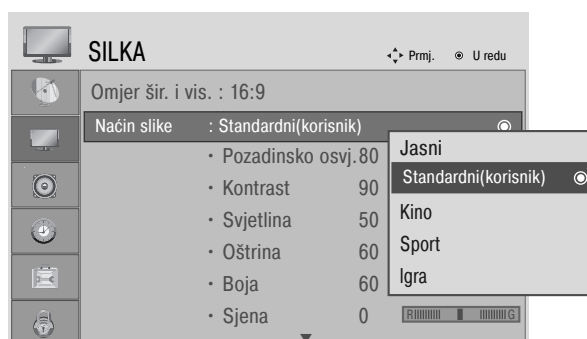 SILKA Prmj. U redu
Omjer šir. i vis. : 16:9
Način slike : Standardni(korisnik)
• Pozadinsko osvj. 80
• Kontrast 90
• Svjetlina 50
• Oštrina 60
• Boja 60
• Sjena 0 R G
Jasni
Standardni(korisnik)
Kino
Sport
Igra